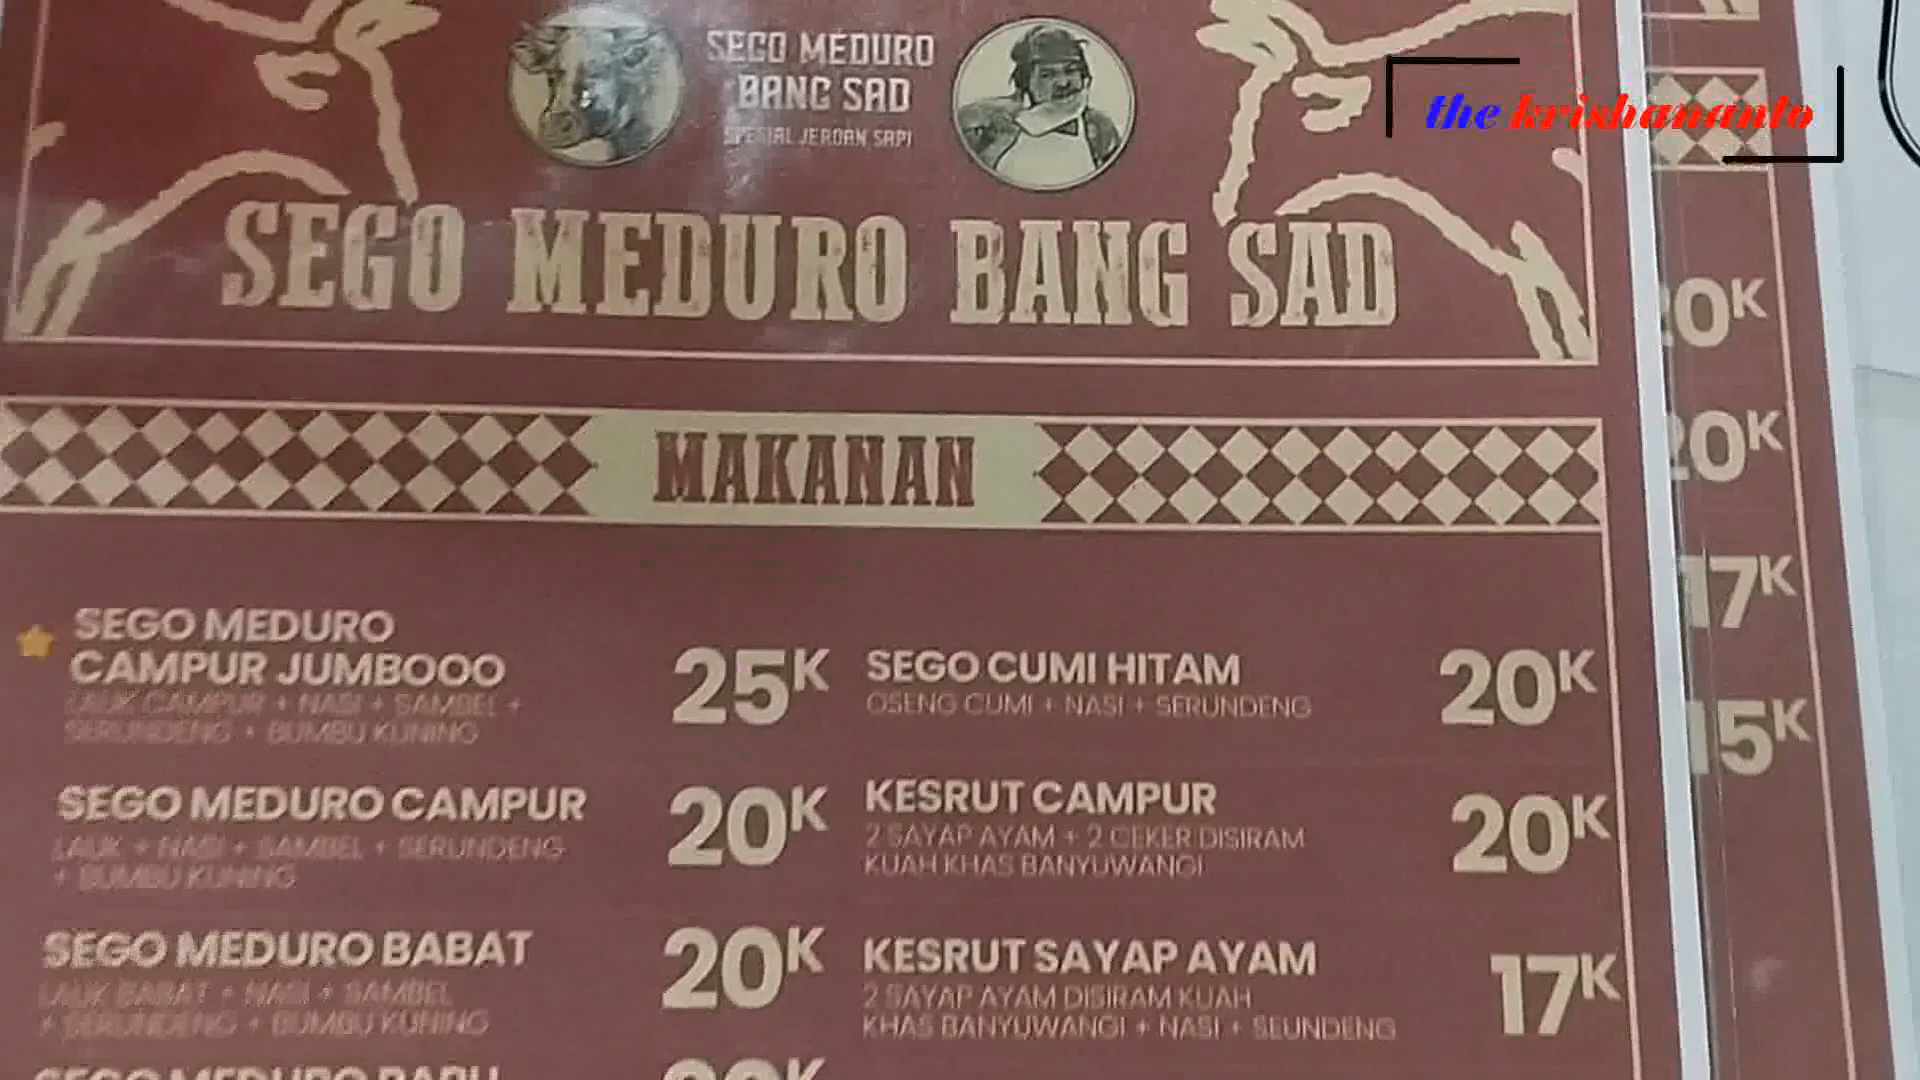 SEGO MEDURO
BANG SAD
SPESIAL JEROAN SAPI
the krishananto
SEGO MEDURO BANG SAD
MAKANAN
SEGO MEDURO
CAMPUR JUMBOOO
25K
LAUK CAMPUR + NASI + SAMBEL +
SERUNDENG + BUMBU KUNING
SEGO MEDURO CAMPUR
20K
LAUK + NASI + SAMBEL + SERUNDENG
+ BUMBU KUNING
SEGO MEDURO BABAT
20K
LAUK BABAT + NASI + SAMBEL
+ SERUNDENG + BUMBU KUNING
SEGO MEDURO PARU
20K
SEGO CUMI HITAM
20K
OSENG CUMI + NASI + SERUNDENG
KESRUT CAMPUR
20K
2 SAYAP AYAM + 2 CEKER DISIRAM
KUAH KHAS BANYUWANGI
KESRUT SAYAP AYAM
17K
2 SAYAP AYAM DISIRAM KUAH
KHAS BANYUWANGI + NASI + SEUNDENG
20K
20K
17K
15K